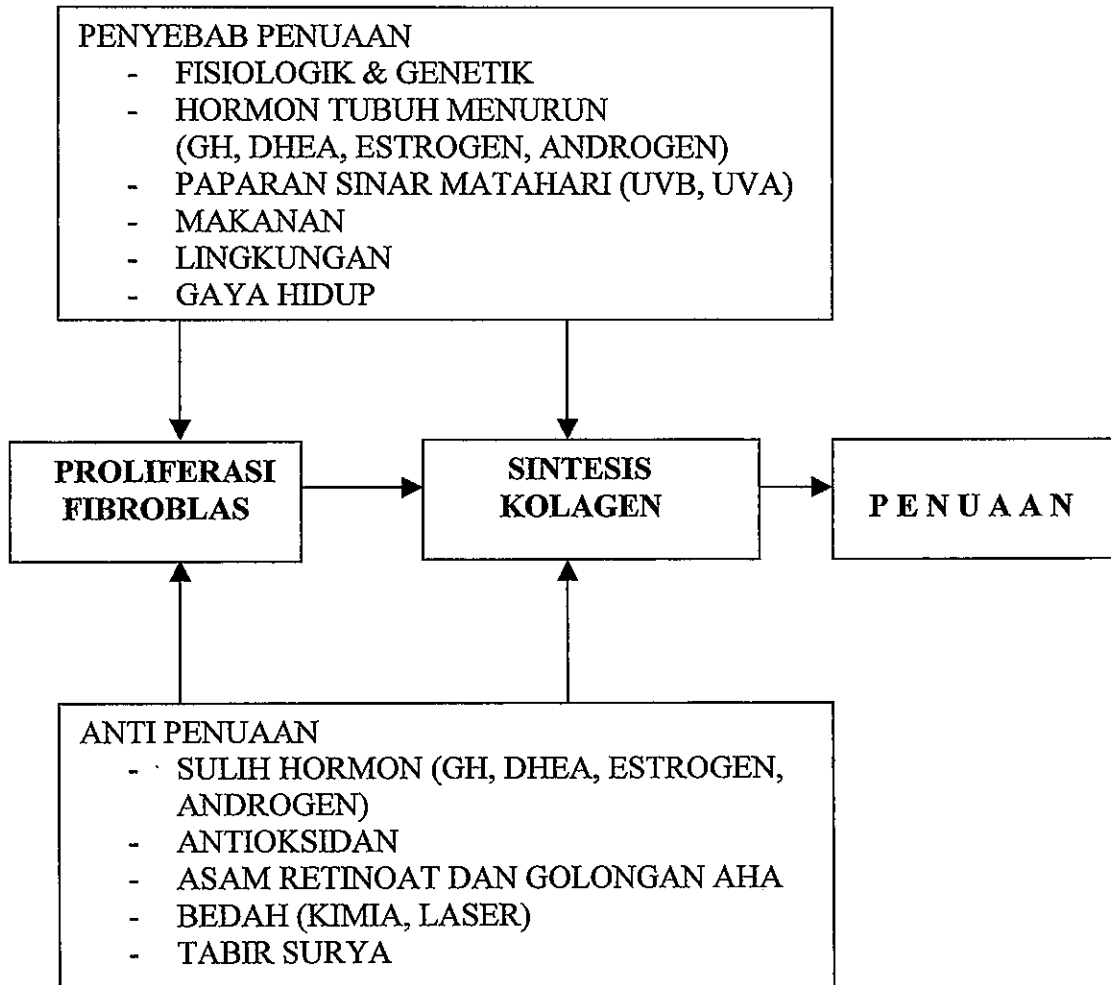 PENYEBAB PENUAAN
- FISIOLOGIK & GENETIK
- HORMON TUBUH MENURUN
(GH, DHEA, ESTROGEN, ANDROGEN)
- PAPARAN SINAR MATAHARI (UVB, UVA)
- MAKANAN
- LINGKUNGAN
- GAYA HIDUP
PROLIFERASI
FIBROBLAS
SINTESIS
KOLAGEN
P E N U A A N
ANTI PENUAAN
- SULIH HORMON (GH, DHEA, ESTROGEN,
ANDROGEN)
- ANTIOKSIDAN
- ASAM RETINOAT DAN GOLONGAN AHA
- BEDAH (KIMIA, LASER)
- TABIR SURYA